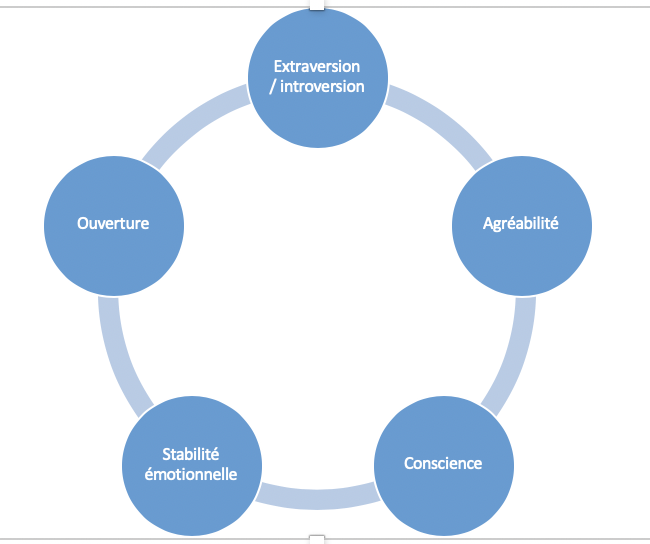 Extraversion
/ introversion
Ouverture
Agréabilité
Stabilité
émotionnelle
Conscience